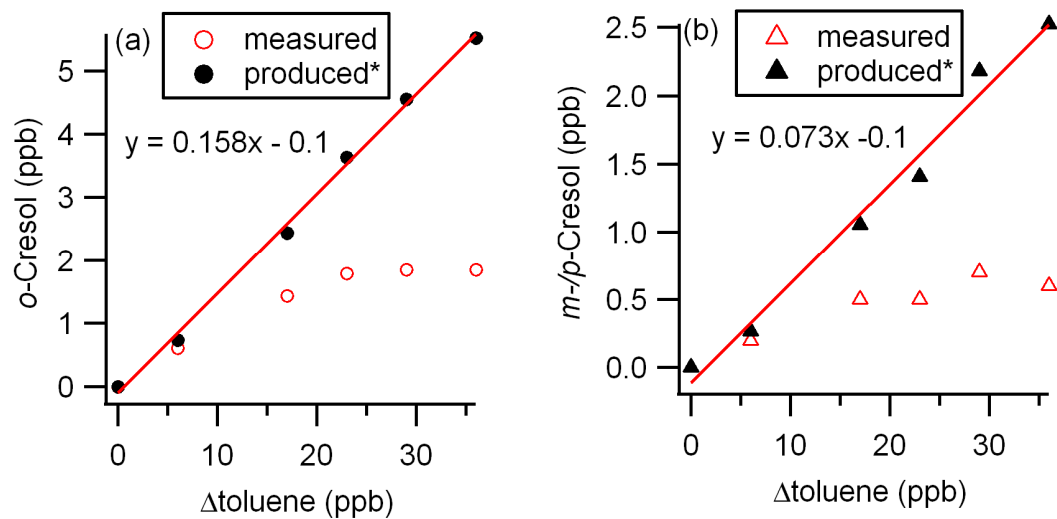 (a)
measured
produced*
y = 0.158x - 0.1
o-Cresol (ppb)
5
4
3
2
1
0
0
10
20
30
Δtoluene (ppb)
(b)
measured
produced*
y = 0.073x -0.1
m-/p-Cresol (ppb)
2.5
2.0
1.5
1.0
0.5
0.0
0
10
20
30
Δtoluene (ppb)